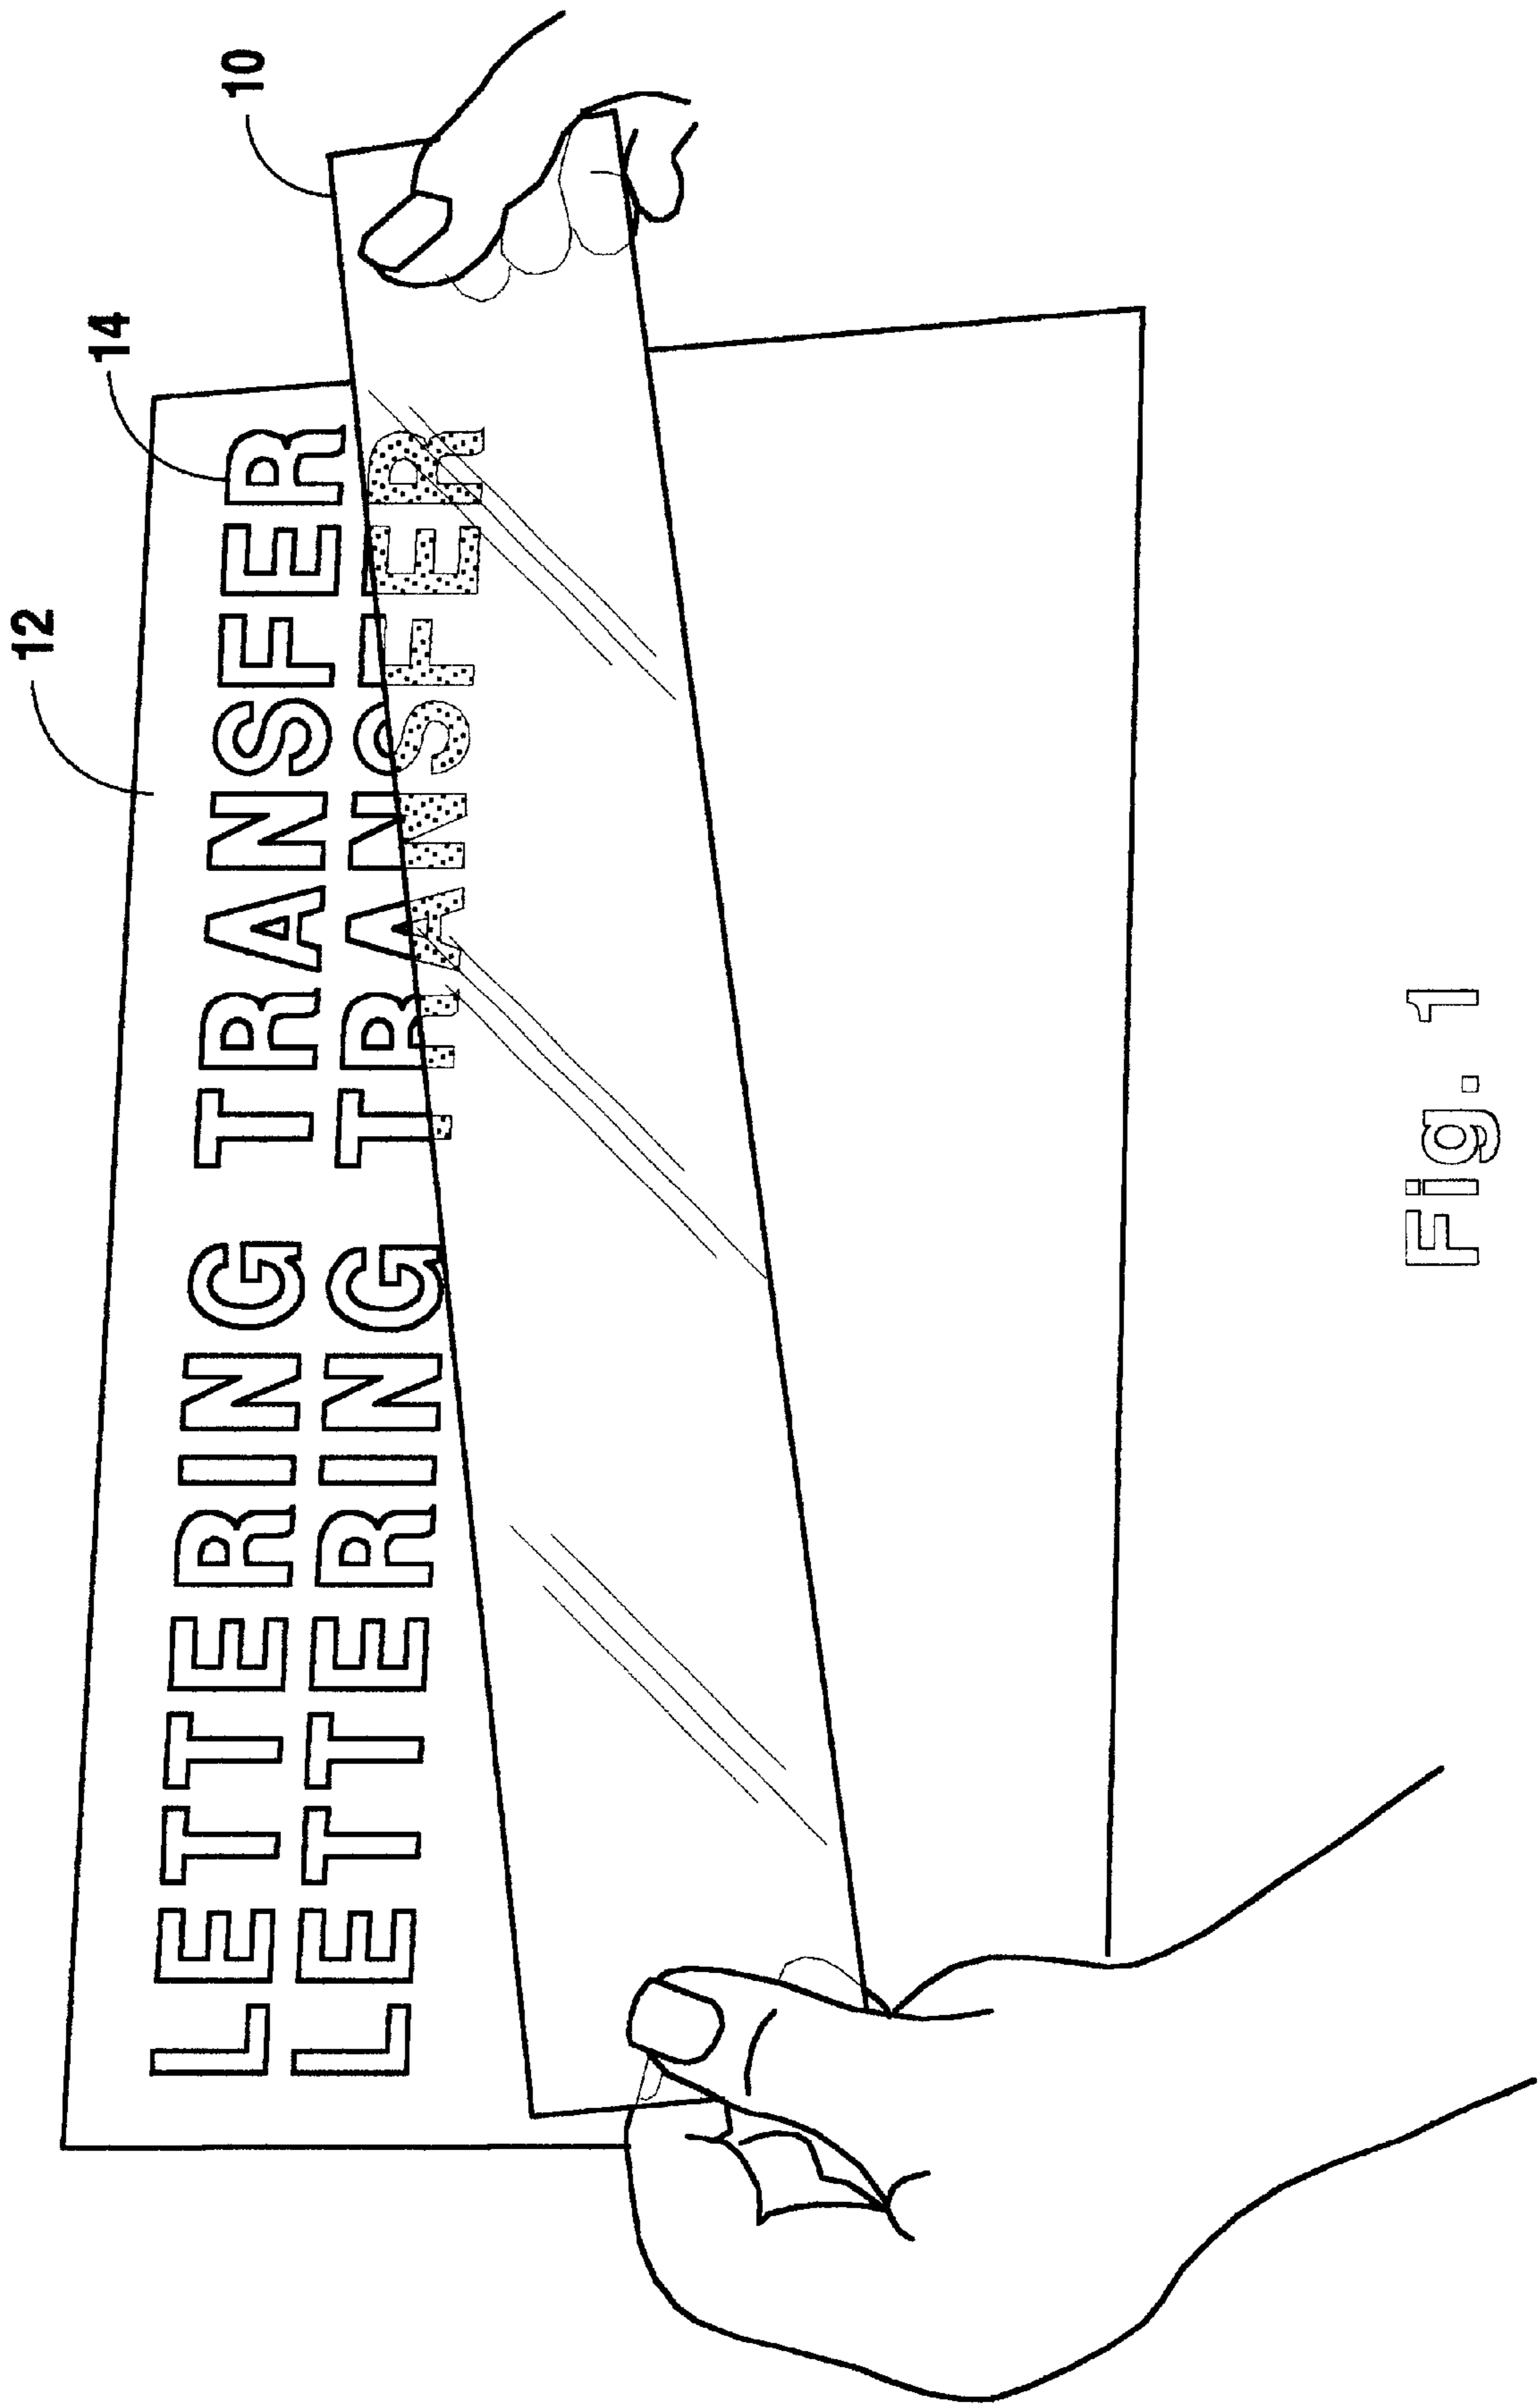 12
14
10
LETTERING TRANSFER
LETTERING TRANSFER
Fig. 1